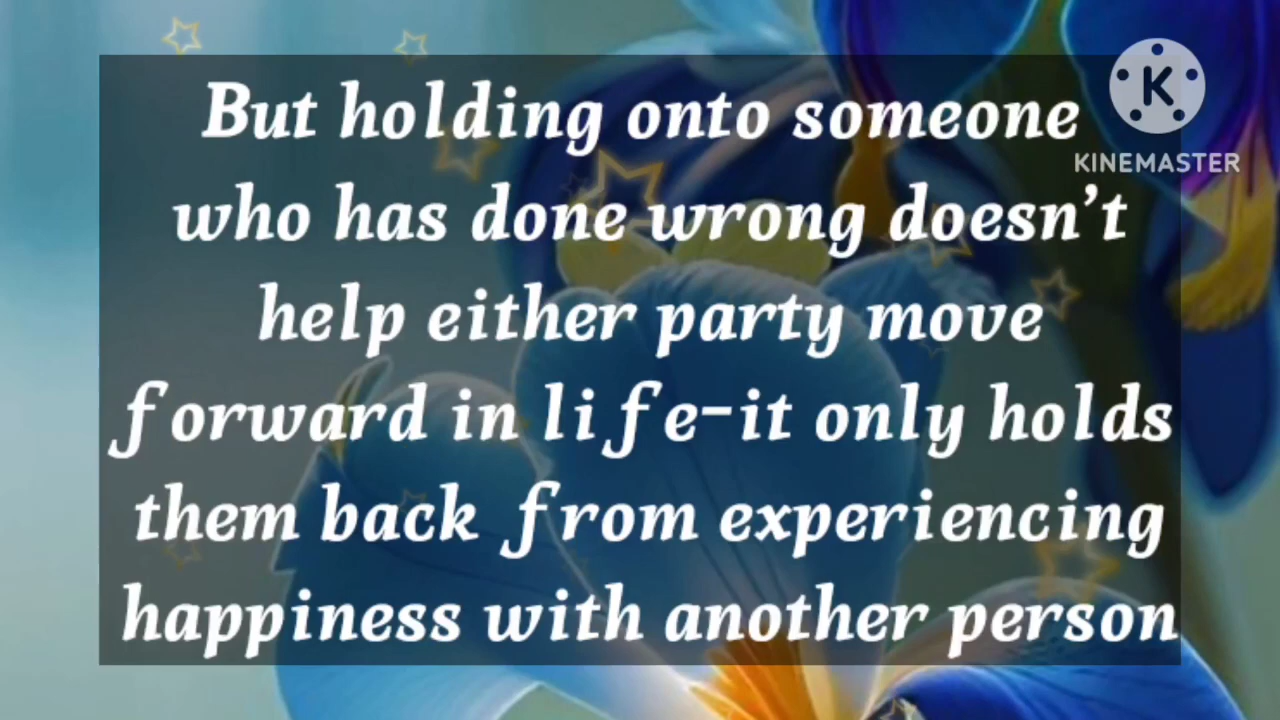 But holding onto someone
who has done wrong doesn’t
help either party move
forward in life-it only holds
them back from experiencing
happiness with another person
K
KINEMASTER